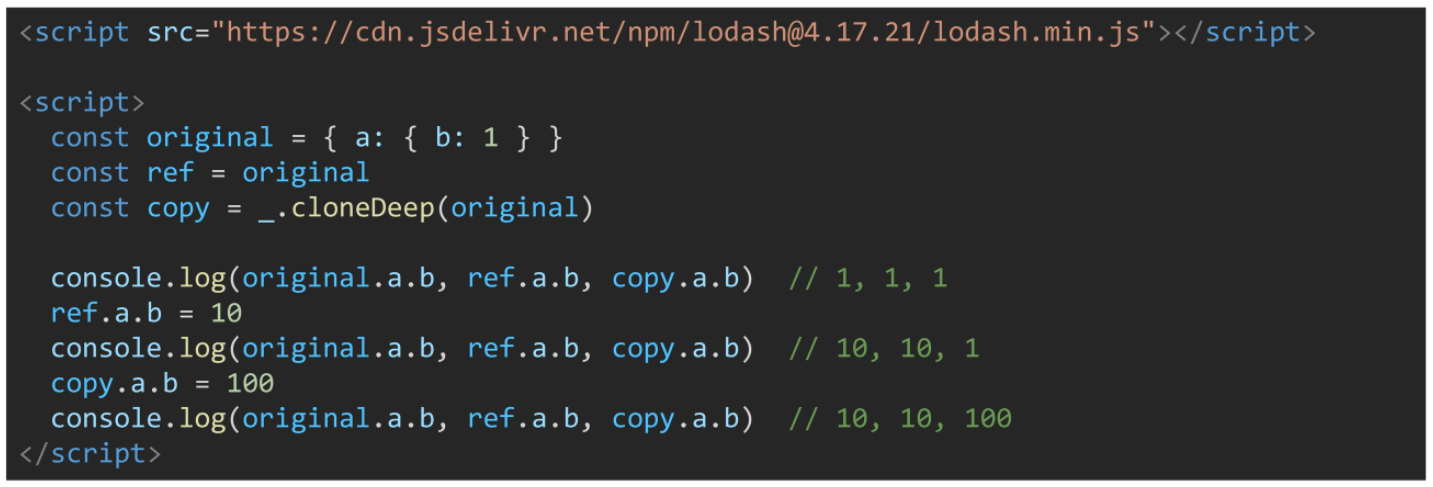 <script src="https://cdn.jsdelivr.net/npm/lodash@4.17.21/lodash.min.js"></script>
<script>
const original = { a: { b: 1 } }
const ref = original
const copy = _.cloneDeep(original)
console.log(original.a.b, ref.a.b, copy.a.b)  // 1, 1, 1
ref.a.b = 10
console.log(original.a.b, ref.a.b, copy.a.b)  // 10, 10, 1
copy.a.b = 100
console.log(original.a.b, ref.a.b, copy.a.b)  // 10, 10, 100
</script>